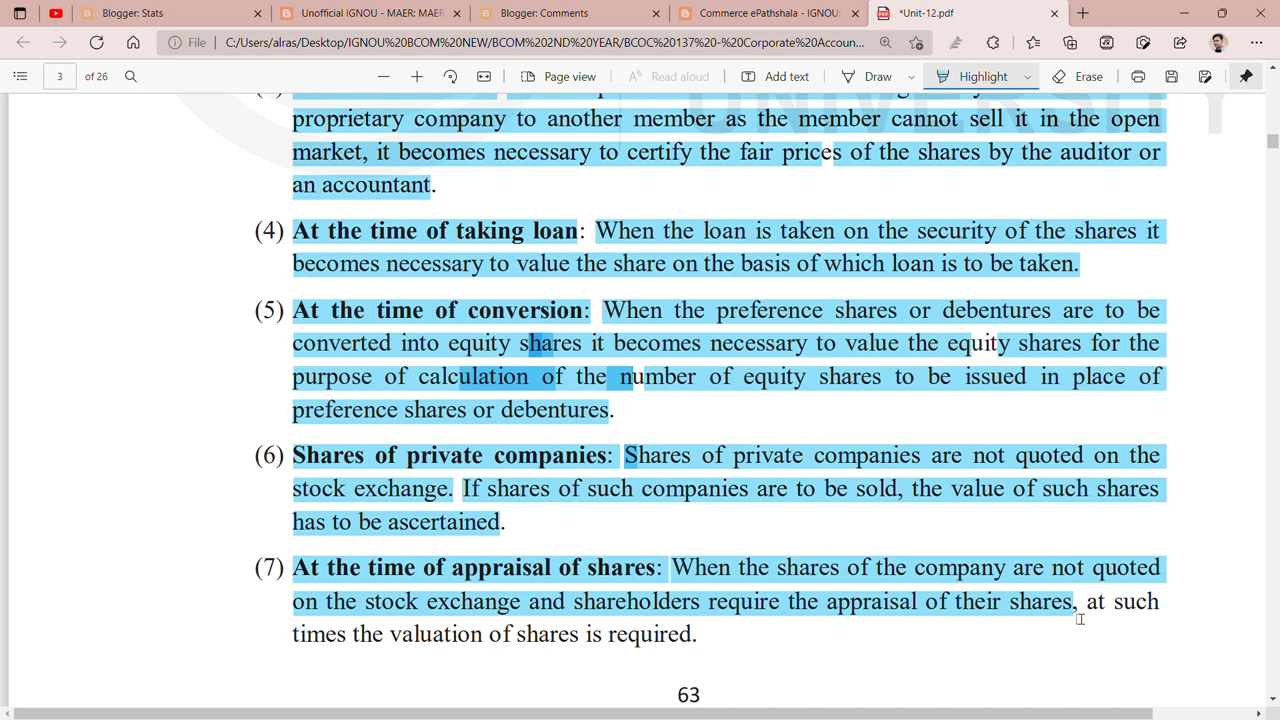 Blogger: Stats
Unofficial IGNOU - MAER: MAER
Blogger: Comments
Commerce ePathshala - IGNOU:
*Unit-12.pdf
File
C:/Users/alras/Desktop/IGNOU%20BCOM%20NEW/BCOM%202ND%20YEAR/BCOC%20137%20-%20Corporate%20Accoun...
3 of 26
Page view
Read aloud
Add text
Draw
Highlight
Erase
UNIVERSITY
proprietary company to another member as the member cannot sell it in the open
market, it becomes necessary to certify the fair prices of the shares by the auditor or
an accountant.
(4) At the time of taking loan: When the loan is taken on the security of the shares it
becomes necessary to value the share on the basis of which loan is to be taken.
(5) At the time of conversion: When the preference shares or debentures are to be
converted into equity shares it becomes necessary to value the equity shares for the
purpose of calculation of the number of equity shares to be issued in place of
preference shares or debentures.
(6) Shares of private companies: Shares of private companies are not quoted on the
stock exchange. If shares of such companies are to be sold, the value of such shares
has to be ascertained.
(7) At the time of appraisal of shares: When the shares of the company are not quoted
on the stock exchange and shareholders require the appraisal of their shares, at such
times the valuation of shares is required.
63